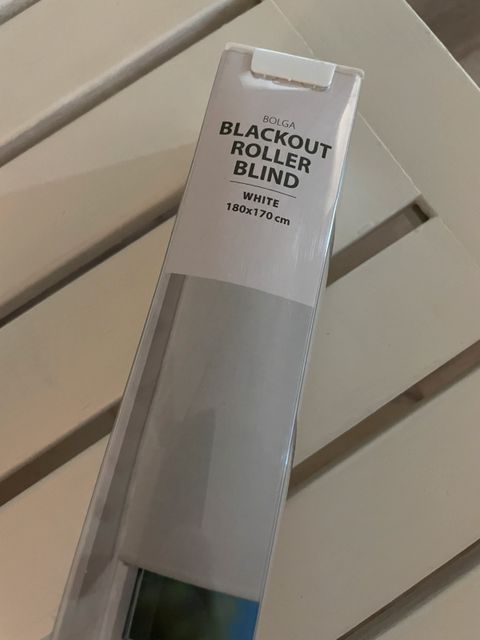 BOLGA
BLACKOUT
ROLLER
BLIND
WHITE
180x170 cm